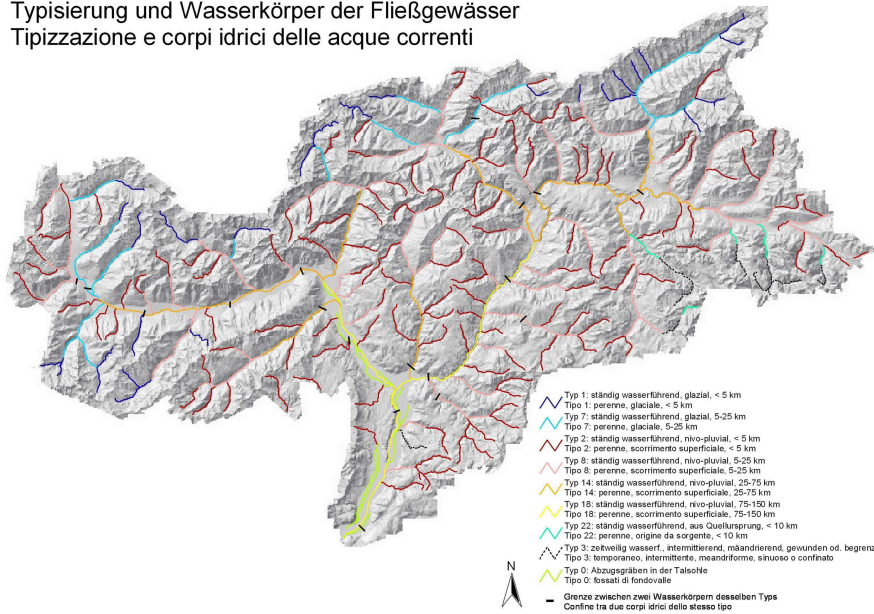 Typisierung und Wasserkörper der Fließgewässer
Tipizzazione e corpi idrici delle acque correnti
Typ 1: ständig wasserführend, glazial, < 5 km
Tipo 1: perenne, glaciale, < 5 km
Typ 7: ständig wasserführend, glazial, 5-25 km
Tipo 7: perenne, glaciale, 5-25 km
Typ 2: ständig wasserführend, nivo-pluvial, < 5 km
Tipo 2: perenne, scorrimento superficiale, < 5 km
Typ 8: ständig wasserführend, nivo-pluvial, 5-25 km
Tipo 8: perenne, scorrimento superficiale, 5-25 km
Typ 14: ständig wasserführend, nivo-pluvial, 25-75 km
Tipo 14: perenne, scorrimento superficiale, 25-75 km
Typ 18: ständig wasserführend, nivo-pluvial, 75-150 km
Tipo 18: perenne, scorrimento superficiale, 75-150 km
Typ 22: ständig wasserführend, aus Quellursprung, < 10 km
Tipo 22: perenne, origine da sorgente, < 10 km
Typ 3: zeitweilig wasserf., intermittierend, mäandrierend, gewunden od. begrenz
Tipo 3: temporaneo, intermittente, meandriforme, sinuoso o confinato
Typ 0: Abzugsgräben in der Talsohle
Tipo 0: fossati di fondovalle
N
Grenze zwischen zwei Wasserkörpern desselben Typs
Confine tra due corpi idrici dello stesso tipo